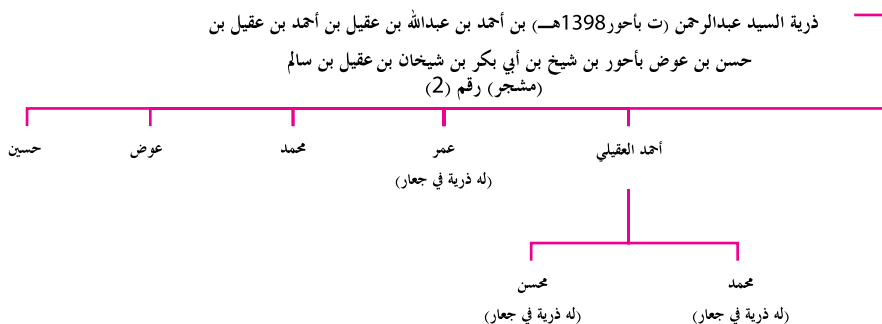 ذرية السيد عبدالرحمن (ت بأحور1398هـ) بن أحمد بن عبدالله بن عقيل بن أحمد بن عقيل بن
حسن بن عوض بأحور بن شيخ بن أبي بكر بن شيخان بن عقيل بن سالم
(مشجر) رقم (2)
أحمد العقيلي
عمر
محمد
عوض
حسين
(له ذرية في جعار)
محمد
محسن
(له ذرية في جعار)
(له ذرية في جعار)